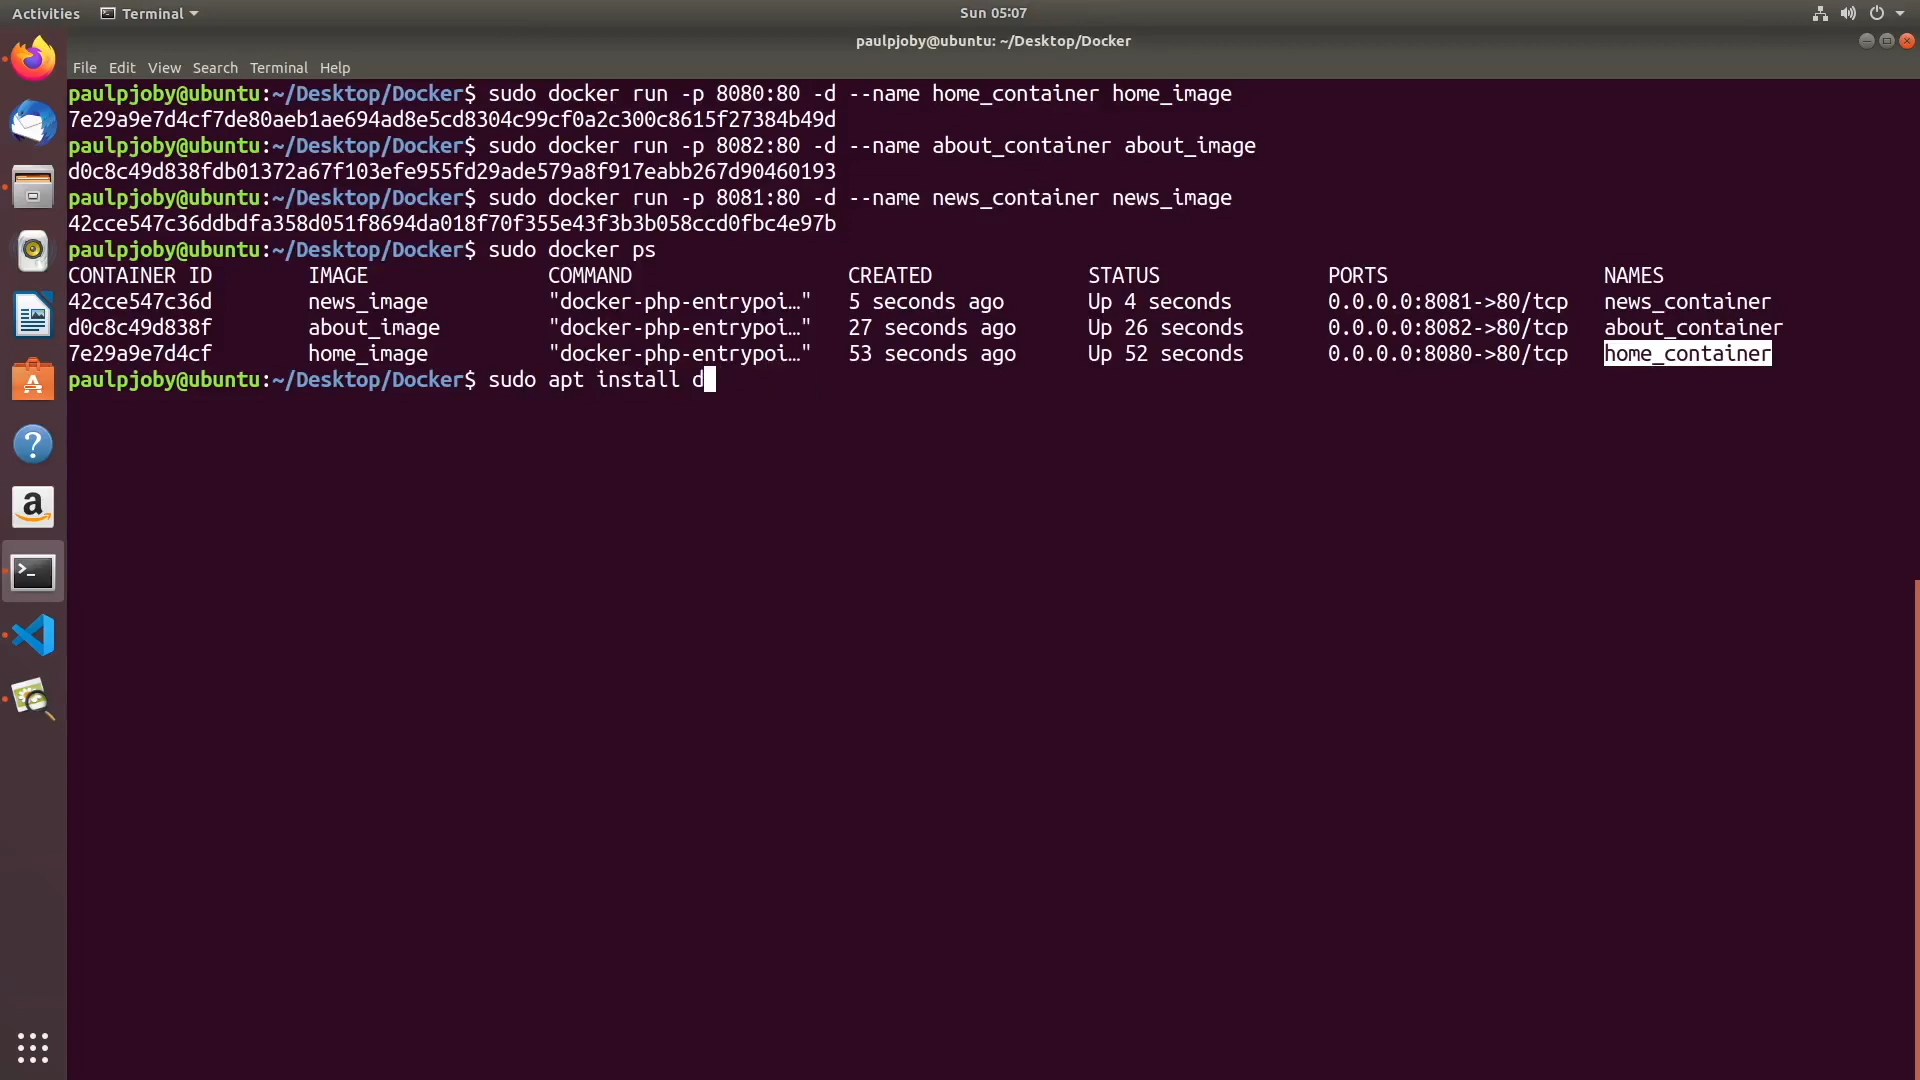 Activities Terminal Sun 05:07
paulpjoby@ubuntu: ~/Desktop/Docker
File Edit View Search Terminal Help
paulpjoby@ubuntu:~/Desktop/Docker$ sudo docker run -p 8080:80 -d --name home_container home_image
7e29a9e7d4cf7de80aeb1ae694ad8e5cd8304c99cf0a2c300c8615f27384b49d
paulpjoby@ubuntu:~/Desktop/Docker$ sudo docker run -p 8082:80 -d --name about_container about_image
d0c8c49d838fdb01372a67f103efe955fd29ade579a8f917eabb267d90460193
paulpjoby@ubuntu:~/Desktop/Docker$ sudo docker run -p 8081:80 -d --name news_container news_image
42cce547c36ddbdfa358d051f8694da018f70f355e43f3b3b058ccd0fbc4e97b
paulpjoby@ubuntu:~/Desktop/Docker$ sudo docker ps
CONTAINER ID IMAGE COMMAND CREATED STATUS PORTS NAMES
42cce547c36d news_image "docker-php-entrypoi…" 5 seconds ago Up 4 seconds 0.0.0.0:8081->80/tcp news_container
d0c8c49d838f about_image "docker-php-entrypoi…" 27 seconds ago Up 26 seconds 0.0.0.0:8082->80/tcp about_container
7e29a9e7d4cf home_image "docker-php-entrypoi…" 53 seconds ago Up 52 seconds 0.0.0.0:8080->80/tcp home_container
paulpjoby@ubuntu:~/Desktop/Docker$ sudo apt install d